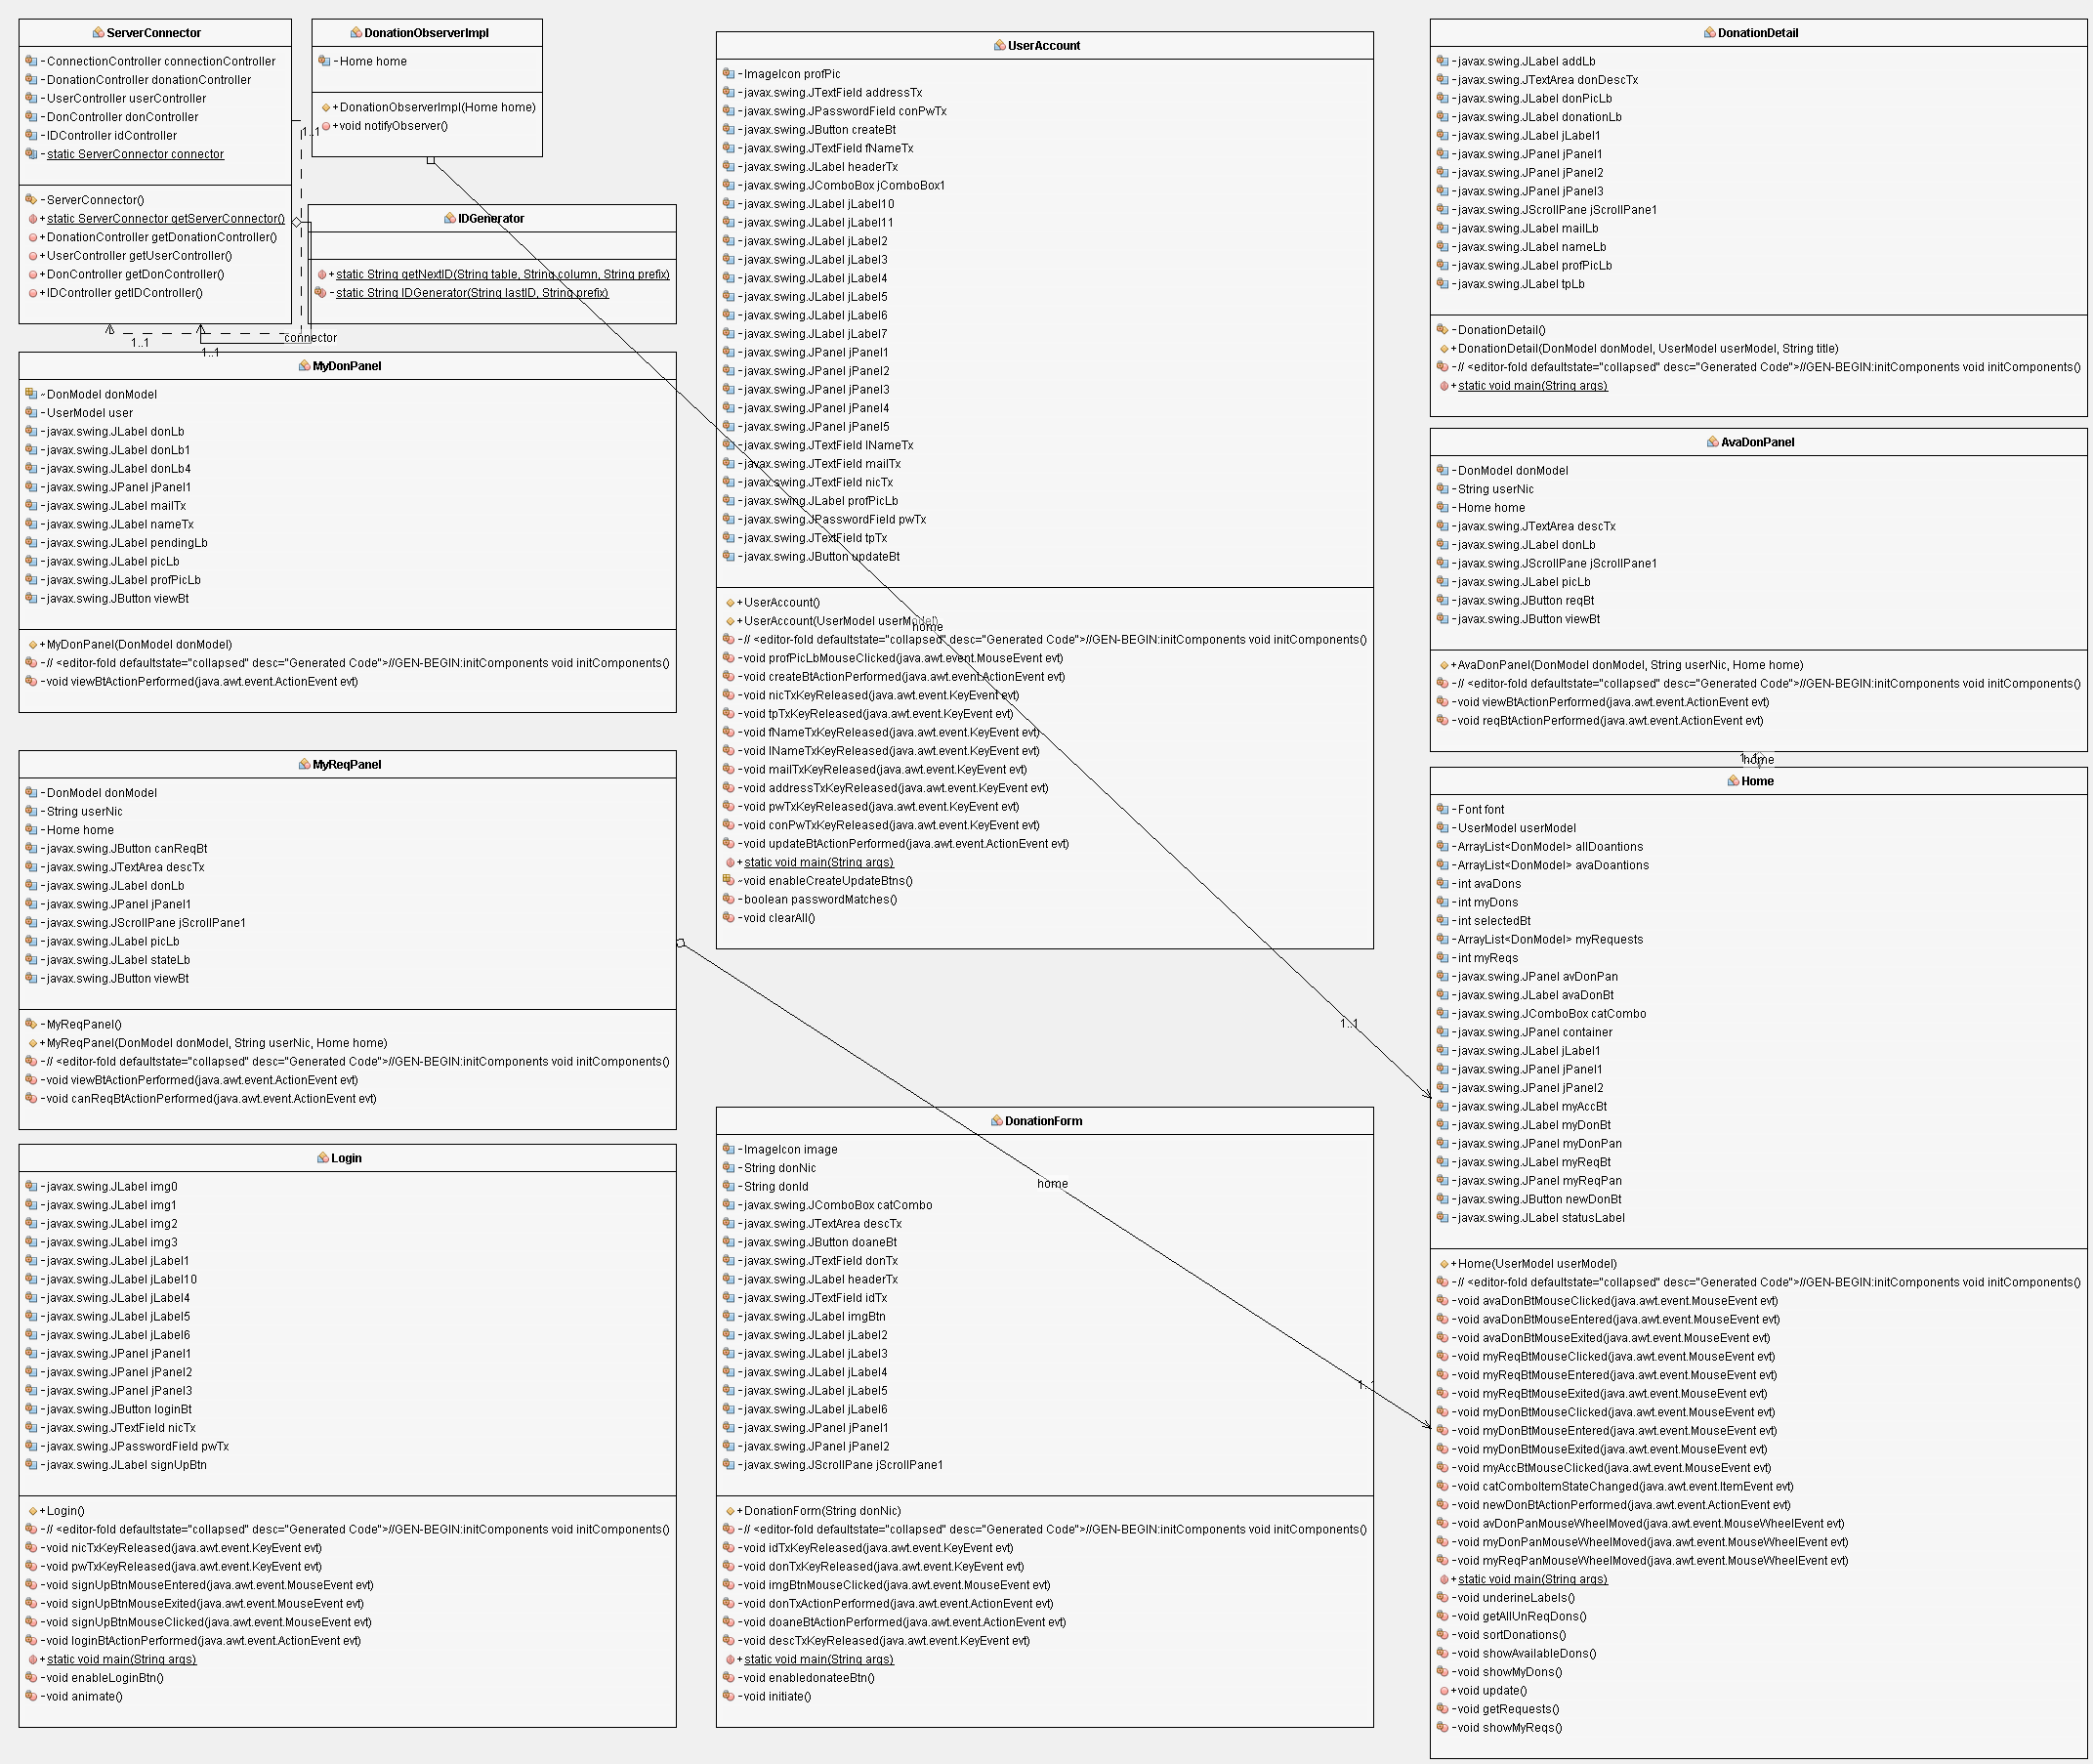 ServerConnector
- ConnectionController connectionController
- DonationController donationController
- UserController userController
- DonController donController
- IDController idController
- static ServerConnector connector
- ServerConnector()
+ static ServerConnector getServerConnector()
+ DonationController getDonationController()
+ UserController getUserController()
+ DonController getDonController()
+ IDController getIDController()
1..1
1..1
1..1
connector
DonationObserverImpl
- Home home
+ DonationObserverImpl(Home home)
+ void notifyObserver()
IDGenerator
+ static String getNextID(String table, String column, String prefix)
- static String IDGenerator(String lastID, String prefix)
MyDonPanel
~ DonModel donModel
- UserModel user
- javax.swing.JLabel donLb
- javax.swing.JLabel donLb1
- javax.swing.JLabel donLb4
- javax.swing.JPanel jPanel1
- javax.swing.JLabel mailTx
- javax.swing.JLabel nameTx
- javax.swing.JLabel pendingLb
- javax.swing.JLabel picLb
- javax.swing.JLabel profPicLb
- javax.swing.JButton viewBt
+ MyDonPanel(DonModel donModel)
- // <editor-fold defaultstate="collapsed" desc="Generated Code">//GEN-BEGIN:initComponents void initComponents()
- void viewBtActionPerformed(java.awt.event.ActionEvent evt)
MyReqPanel
- DonModel donModel
- String userNic
- Home home
- javax.swing.JButton canReqBt
- javax.swing.JTextArea descTx
- javax.swing.JLabel donLb
- javax.swing.JPanel jPanel1
- javax.swing.JScrollPane jScrollPane1
- javax.swing.JLabel picLb
- javax.swing.JLabel stateLb
- javax.swing.JButton viewBt
- MyReqPanel()
+ MyReqPanel(DonModel donModel, String userNic, Home home)
- // <editor-fold defaultstate="collapsed" desc="Generated Code">//GEN-BEGIN:initComponents void initComponents()
- void viewBtActionPerformed(java.awt.event.ActionEvent evt)
- void canReqBtActionPerformed(java.awt.event.ActionEvent evt)
Login
- javax.swing.JLabel img0
- javax.swing.JLabel img1
- javax.swing.JLabel img2
- javax.swing.JLabel img3
- javax.swing.JLabel jLabel1
- javax.swing.JLabel jLabel10
- javax.swing.JLabel jLabel4
- javax.swing.JLabel jLabel5
- javax.swing.JLabel jLabel6
- javax.swing.JPanel jPanel1
- javax.swing.JPanel jPanel2
- javax.swing.JPanel jPanel3
- javax.swing.JButton loginBt
- javax.swing.JTextField nicTx
- javax.swing.JPasswordField pwTx
- javax.swing.JLabel signUpBtn
+ Login()
- // <editor-fold defaultstate="collapsed" desc="Generated Code">//GEN-BEGIN:initComponents void initComponents()
- void nicTxKeyReleased(java.awt.event.KeyEvent evt)
- void pwTxKeyReleased(java.awt.event.KeyEvent evt)
- void signUpBtnMouseEntered(java.awt.event.MouseEvent evt)
- void signUpBtnMouseExited(java.awt.event.MouseEvent evt)
- void signUpBtnMouseClicked(java.awt.event.MouseEvent evt)
- void loginBtActionPerformed(java.awt.event.ActionEvent evt)
+ static void main(String args)
- void enableLoginBtn()
- void animate()
UserAccount
- ImageIcon profPic
- javax.swing.JTextField addressTx
- javax.swing.JPasswordField conPwTx
- javax.swing.JButton createBt
- javax.swing.JTextField fNameTx
- javax.swing.JLabel headerTx
- javax.swing.JComboBox jComboBox1
- javax.swing.JLabel jLabel10
- javax.swing.JLabel jLabel11
- javax.swing.JLabel jLabel2
- javax.swing.JLabel jLabel3
- javax.swing.JLabel jLabel4
- javax.swing.JLabel jLabel5
- javax.swing.JLabel jLabel6
- javax.swing.JLabel jLabel7
- javax.swing.JPanel jPanel1
- javax.swing.JPanel jPanel2
- javax.swing.JPanel jPanel3
- javax.swing.JPanel jPanel4
- javax.swing.JPanel jPanel5
- javax.swing.JTextField lNameTx
- javax.swing.JTextField mailTx
- javax.swing.JTextField nicTx
- javax.swing.JLabel profPicLb
- javax.swing.JPasswordField pwTx
- javax.swing.JTextField tpTx
- javax.swing.JButton updateBt
+ UserAccount()
+ UserAccount(UserModel userModel)
home
- // <editor-fold defaultstate="collapsed" desc="Generated Code">//GEN-BEGIN:initComponents void initComponents()
- void profPicLbMouseClicked(java.awt.event.MouseEvent evt)
- void createBtActionPerformed(java.awt.event.ActionEvent evt)
- void nicTxKeyReleased(java.awt.event.KeyEvent evt)
- void tpTxKeyReleased(java.awt.event.KeyEvent evt)
- void fNameTxKeyReleased(java.awt.event.KeyEvent evt)
- void lNameTxKeyReleased(java.awt.event.KeyEvent evt)
- void mailTxKeyReleased(java.awt.event.KeyEvent evt)
- void addressTxKeyReleased(java.awt.event.KeyEvent evt)
- void pwTxKeyReleased(java.awt.event.KeyEvent evt)
- void conPwTxKeyReleased(java.awt.event.KeyEvent evt)
- void updateBtActionPerformed(java.awt.event.ActionEvent evt)
+ static void main(String args)
~ void enableCreateUpdateBtns()
- boolean passwordMatches()
- void clearAll()
1..1
DonationForm
- ImageIcon image
- String donNic
- String donId
- javax.swing.JComboBox catCombo
- javax.swing.JTextArea descTx
- javax.swing.JButton doaneBt
- javax.swing.JTextField donTx
- javax.swing.JLabel headerTx
- javax.swing.JTextField idTx
- javax.swing.JLabel imgBtn
- javax.swing.JLabel jLabel2
- javax.swing.JLabel jLabel3
- javax.swing.JLabel jLabel4
- javax.swing.JLabel jLabel5
- javax.swing.JLabel jLabel6
- javax.swing.JPanel jPanel1
- javax.swing.JPanel jPanel2
- javax.swing.JScrollPane jScrollPane1
home
1..1
+ DonationForm(String donNic)
- // <editor-fold defaultstate="collapsed" desc="Generated Code">//GEN-BEGIN:initComponents void initComponents()
- void idTxKeyReleased(java.awt.event.KeyEvent evt)
- void donTxKeyReleased(java.awt.event.KeyEvent evt)
- void imgBtnMouseClicked(java.awt.event.MouseEvent evt)
- void donTxActionPerformed(java.awt.event.ActionEvent evt)
- void doaneBtActionPerformed(java.awt.event.ActionEvent evt)
- void descTxKeyReleased(java.awt.event.KeyEvent evt)
+ static void main(String args)
- void enabledonateeBtn()
- void initiate()
DonationDetail
- javax.swing.JLabel addLb
- javax.swing.JTextArea donDescTx
- javax.swing.JLabel donPicLb
- javax.swing.JLabel donationLb
- javax.swing.JLabel jLabel1
- javax.swing.JPanel jPanel1
- javax.swing.JPanel jPanel2
- javax.swing.JPanel jPanel3
- javax.swing.JScrollPane jScrollPane1
- javax.swing.JLabel mailLb
- javax.swing.JLabel nameLb
- javax.swing.JLabel profPicLb
- javax.swing.JLabel tpLb
- DonationDetail()
+ DonationDetail(DonModel donModel, UserModel userModel, String title)
- // <editor-fold defaultstate="collapsed" desc="Generated Code">//GEN-BEGIN:initComponents void initComponents()
+ static void main(String args)
AvaDonPanel
- DonModel donModel
- String userNic
- Home home
- javax.swing.JTextArea descTx
- javax.swing.JLabel donLb
- javax.swing.JScrollPane jScrollPane1
- javax.swing.JLabel picLb
- javax.swing.JButton reqBt
- javax.swing.JButton viewBt
+ AvaDonPanel(DonModel donModel, String userNic, Home home)
- // <editor-fold defaultstate="collapsed" desc="Generated Code">//GEN-BEGIN:initComponents void initComponents()
- void viewBtActionPerformed(java.awt.event.ActionEvent evt)
- void reqBtActionPerformed(java.awt.event.ActionEvent evt)
home
Home
- Font font
- UserModel userModel
- ArrayList<DonModel> allDoantions
- ArrayList<DonModel> avaDoantions
- int avaDons
- int myDons
- int selectedBt
- ArrayList<DonModel> myRequests
- int myReqs
- javax.swing.JPanel avDonPan
- javax.swing.JLabel avaDonBt
- javax.swing.JComboBox catCombo
- javax.swing.JPanel container
- javax.swing.JLabel jLabel1
- javax.swing.JPanel jPanel1
- javax.swing.JPanel jPanel2
- javax.swing.JLabel myAccBt
- javax.swing.JLabel myDonBt
- javax.swing.JPanel myDonPan
- javax.swing.JLabel myReqBt
- javax.swing.JPanel myReqPan
- javax.swing.JButton newDonBt
- javax.swing.JLabel statusLabel
+ Home(UserModel userModel)
- // <editor-fold defaultstate="collapsed" desc="Generated Code">//GEN-BEGIN:initComponents void initComponents()
- void avaDonBtMouseClicked(java.awt.event.MouseEvent evt)
- void avaDonBtMouseEntered(java.awt.event.MouseEvent evt)
- void avaDonBtMouseExited(java.awt.event.MouseEvent evt)
- void myReqBtMouseClicked(java.awt.event.MouseEvent evt)
- void myReqBtMouseEntered(java.awt.event.MouseEvent evt)
- void myReqBtMouseExited(java.awt.event.MouseEvent evt)
- void myDonBtMouseClicked(java.awt.event.MouseEvent evt)
- void myDonBtMouseEntered(java.awt.event.MouseEvent evt)
- void myDonBtMouseExited(java.awt.event.MouseEvent evt)
- void myAccBtMouseClicked(java.awt.event.MouseEvent evt)
- void catComboItemStateChanged(java.awt.event.ItemEvent evt)
- void newDonBtActionPerformed(java.awt.event.ActionEvent evt)
- void avDonPanMouseWheelMoved(java.awt.event.MouseWheelEvent evt)
- void myDonPanMouseWheelMoved(java.awt.event.MouseWheelEvent evt)
- void myReqPanMouseWheelMoved(java.awt.event.MouseWheelEvent evt)
+ static void main(String args)
- void underineLabels()
- void getAllUnReqDons()
- void sortDonations()
- void showAvailableDons()
- void showMyDons()
+ void update()
- void getRequests()
- void showMyReqs()